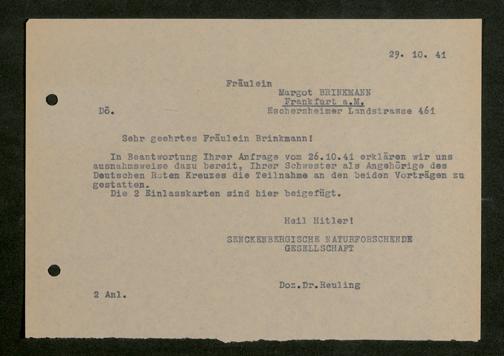 29. 10. 41
Fräulein
Margot BRINKMANN
Frankfurt a.M.
Dö. Eschersheimer Landstrasse 461
Sehr geehrtes Fräulein Brinkmann!
In Beantwortung Ihrer Anfrage vom 26.10.41 erklären wir uns
ausnahmsweise dazu bereit, Ihrer Schwester als Angehörige des
Deutschen Roten Kreuzes die Teilnahme an den beiden Vorträgen zu
gestatten.
Die 2 Einlasskarten sind hier beigefügt.
Heil Hitler!
SENCKENBERGISCHE NATURFORSCHENDE
GESELLSCHAFT
Doz.Dr.Reuling
2 Anl.